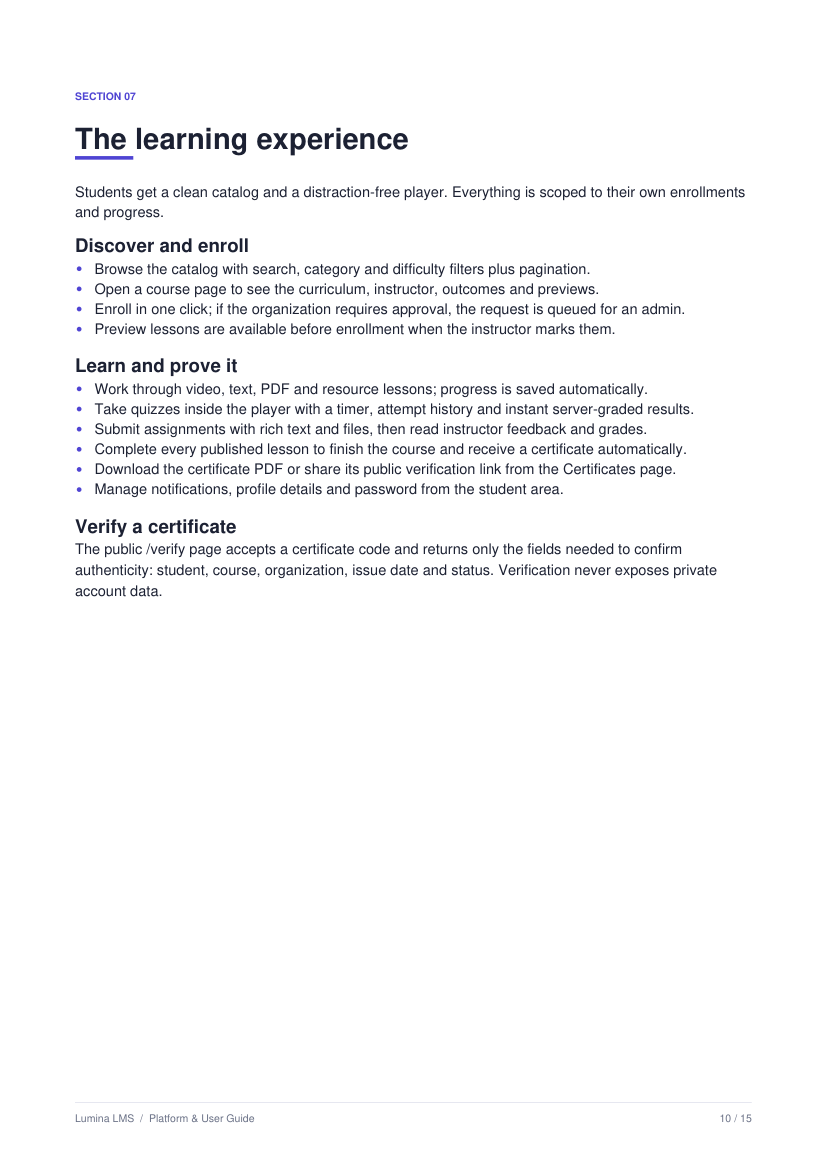 SECTION 07
The learning experience
Students get a clean catalog and a distraction-free player. Everything is scoped to their own enrollments
and progress.
Discover and enroll
• Browse the catalog with search, category and difficulty filters plus pagination.
• Open a course page to see the curriculum, instructor, outcomes and previews.
• Enroll in one click; if the organization requires approval, the request is queued for an admin.
• Preview lessons are available before enrollment when the instructor marks them.
Learn and prove it
• Work through video, text, PDF and resource lessons; progress is saved automatically.
• Take quizzes inside the player with a timer, attempt history and instant server-graded results.
• Submit assignments with rich text and files, then read instructor feedback and grades.
• Complete every published lesson to finish the course and receive a certificate automatically.
• Download the certificate PDF or share its public verification link from the Certificates page.
• Manage notifications, profile details and password from the student area.
Verify a certificate
The public /verify page accepts a certificate code and returns only the fields needed to confirm
authenticity: student, course, organization, issue date and status. Verification never exposes private
account data.
Lumina LMS / Platform & User Guide
10 / 15